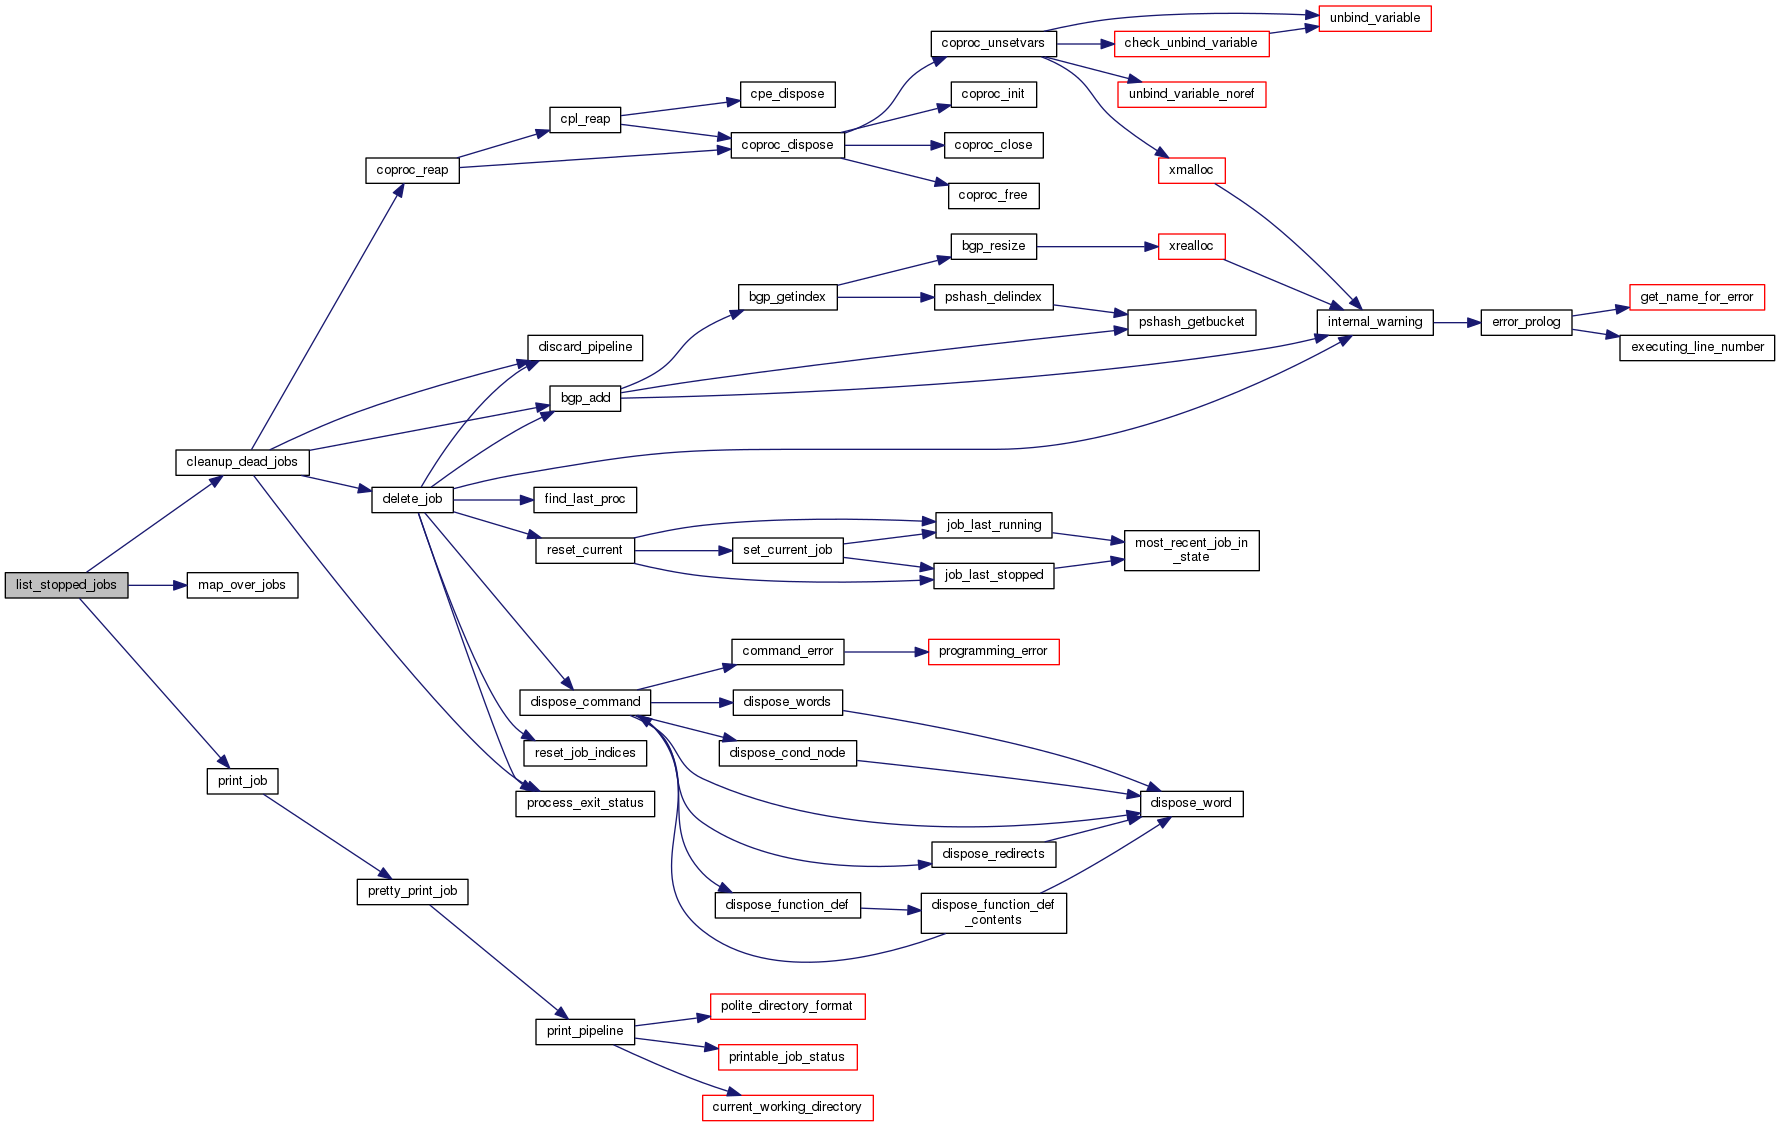 unbind_variable
coproc_unsetvars
check_unbind_variable
cpe_dispose
coproc_init
unbind_variable_noref
cpl_reap
coproc_dispose
coproc_close
coproc_reap
xmalloc
coproc_free
bgp_resize
xrealloc
bgp_getindex
pshash_delindex
get_name_for_error
pshash_getbucket
internal_warning
error_prolog
discard_pipeline
executing_line_number
bgp_add
cleanup_dead_jobs
delete_job
find_last_proc
job_last_running
reset_current
set_current_job
most_recent_job_in
_state
job_last_stopped
list_stopped_jobs
map_over_jobs
command_error
programming_error
dispose_command
dispose_words
reset_job_indices
dispose_cond_node
print_job
process_exit_status
dispose_word
dispose_redirects
pretty_print_job
dispose_function_def
dispose_function_def
_contents
polite_directory_format
print_pipeline
printable_job_status
current_working_directory